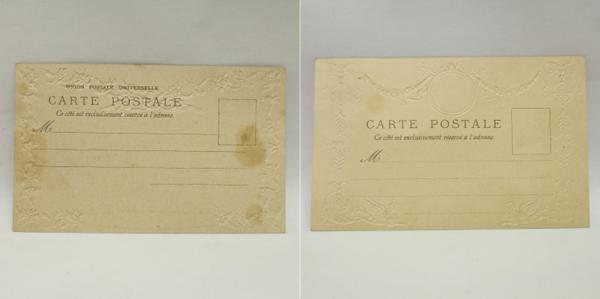 UNION POSTALE UNIVERSELLE
CARTE POSTALE
Ce côté est exclusivement réservé à l'adresse.
M
CARTE POSTALE
Ce côté est exclusivement réservé à l'adresse.
M